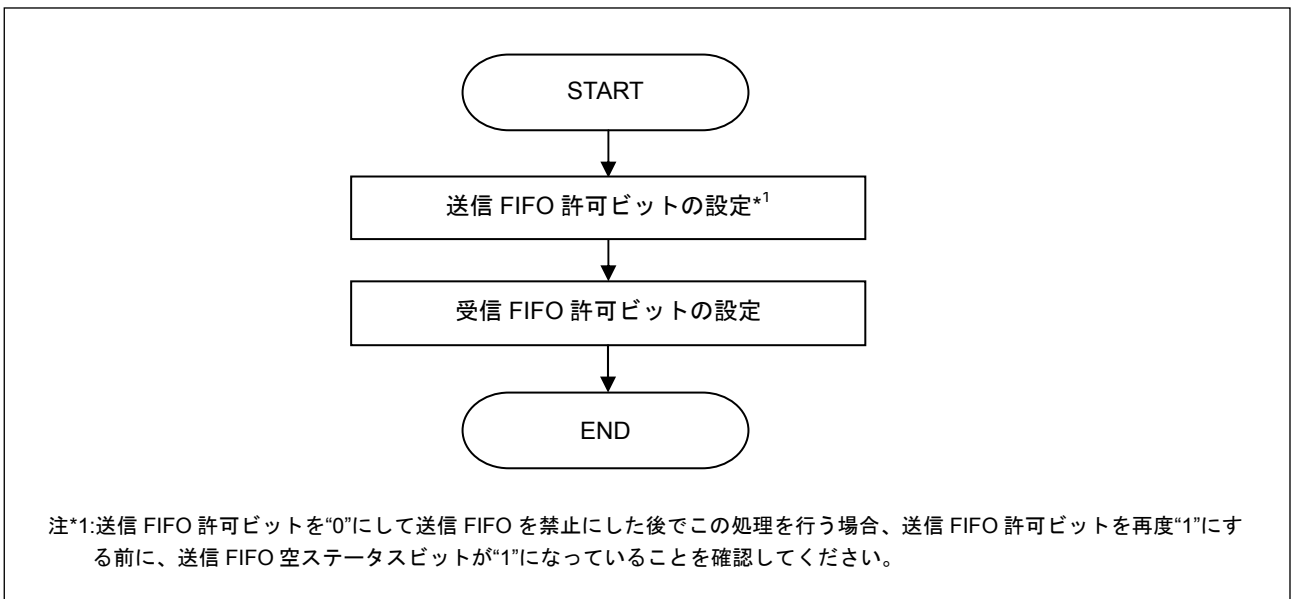 START
送信 FIFO 許可ビットの設定*1
受信 FIFO 許可ビットの設定
END
注*1:送信 FIFO 許可ビットを“0”にして送信 FIFO を禁止にした後でこの処理を行う場合、送信 FIFO 許可ビットを再度“1”にす
る前に、送信 FIFO 空ステータスビットが“1”になっていることを確認してください。